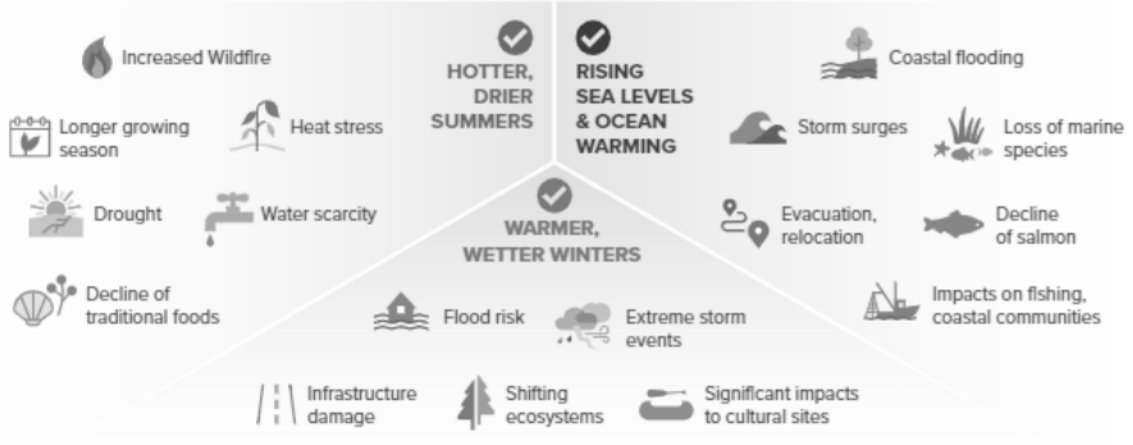 HOTTER,
DRIER
SUMMERS
Increased Wildfire
Longer growing
season
Heat stress
Drought
Water scarcity
Decline of
traditional foods
RISING
SEA LEVELS
& OCEAN
WARMING
Coastal flooding
Storm surges
Loss of marine
species
Evacuation,
relocation
Decline
of salmon
Impacts on fishing,
coastal communities
WARMER,
WETTER WINTERS
Flood risk
Extreme storm
events
Infrastructure
damage
Shifting
ecosystems
Significant impacts
to cultural sites